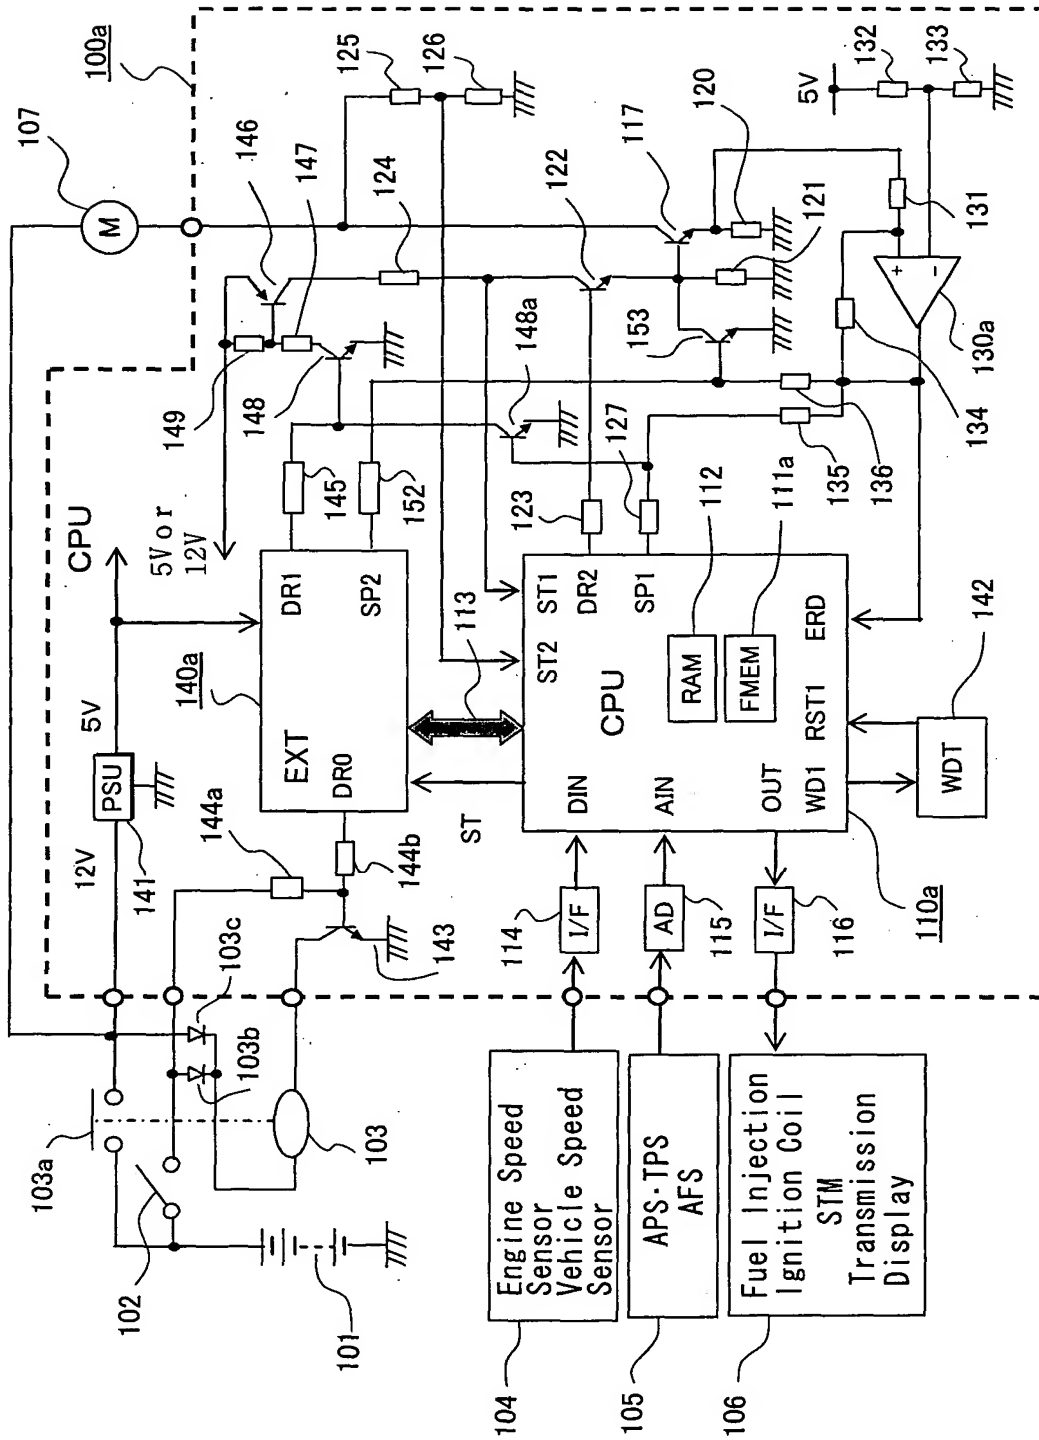 103a
12V
PSU
5V
CPU
100a
107
M
102
141
144a
140a
5Vor
12V
149
146
103c
103b
EXT
DR1
145
148
147
125
101
103
143
144b
DR0
SP2
152
124
126
148a
ST
113
104
Engine Speed
Sensor
Vehicle Speed
Sensor
114
I/F
DIN
ST2
ST1
123
122
CPU
DR2
127
153
117
105
APS·TPS
AFS
AD
115
AIN
SP1
RAM
112
120
121
106
Fuel Injection
Ignition Coil
STM
Transmission
Display
I/F
116
OUT
FMEM
111a
5V
132
133
WD1
RST1
ERD
135
136
134
+
−
131
130a
110a
WDT
142